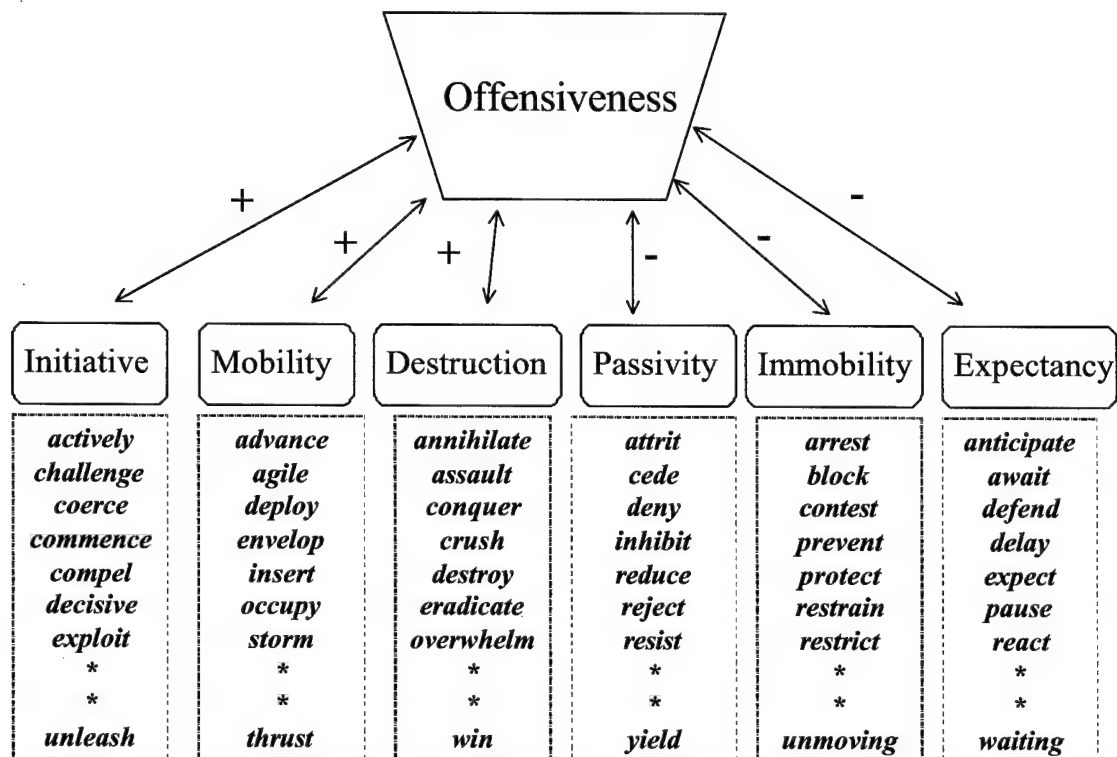 Offensiveness
+ + + - - -
Initiative Mobility Destruction Passivity Immobility Expectancy
actively advance annihilate attrit arrest anticipate
challenge agile assault cede block await
coerce deploy conquer deny contest defend
commence envelop crush inhibit prevent delay
compel insert destroy reduce protect expect
decisive occupy eradicate reject restrain pause
exploit storm overwhelm resist restrict react
* * * * * *
* * * * * *
unleash thrust win yield unmoving waiting